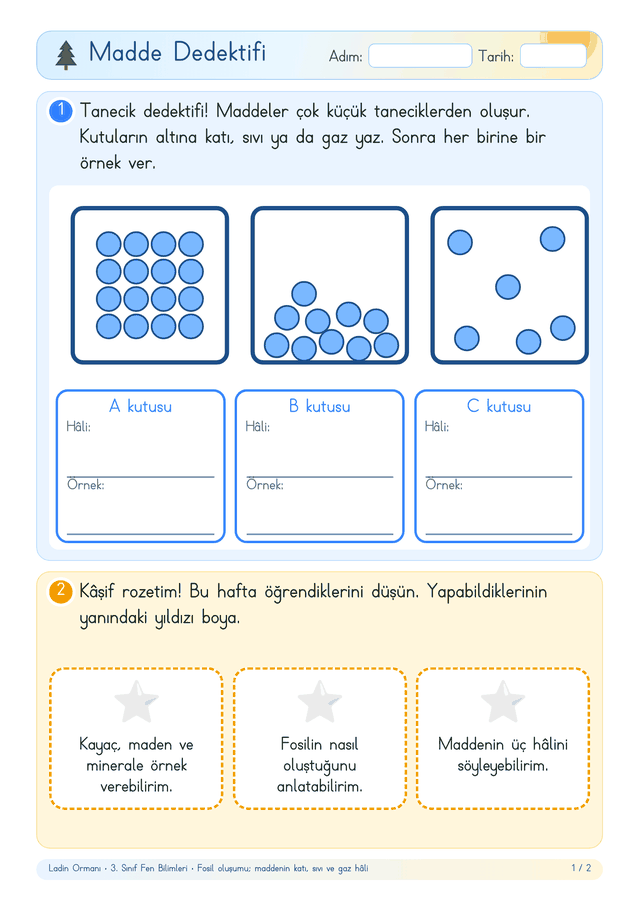 Madde Dedektifi
Adım:
Tarih:
1
Tanecik dedektifi! Maddeler çok küçük taneciklerden oluşur.
Kutuların altına katı, sıvı ya da gaz yaz. Sonra her birine bir
örnek ver.
A kutusu
Hâli:
Örnek:
B kutusu
Hâli:
Örnek:
C kutusu
Hâli:
Örnek:
2
Kâşif rozetim! Bu hafta öğrendiklerini düşün. Yapabildiklerinin
yanındaki yıldızı boya.
Kayaç, maden ve
minerale örnek
verebilirim.
Fosilin nasıl
oluştuğunu
anlatabilirim.
Maddenin üç hâlini
söyleyebilirim.
Ladin Ormanı • 3. Sınıf Fen Bilimleri • Fosil oluşumu; maddenin katı, sıvı ve gaz hâli
1 / 2